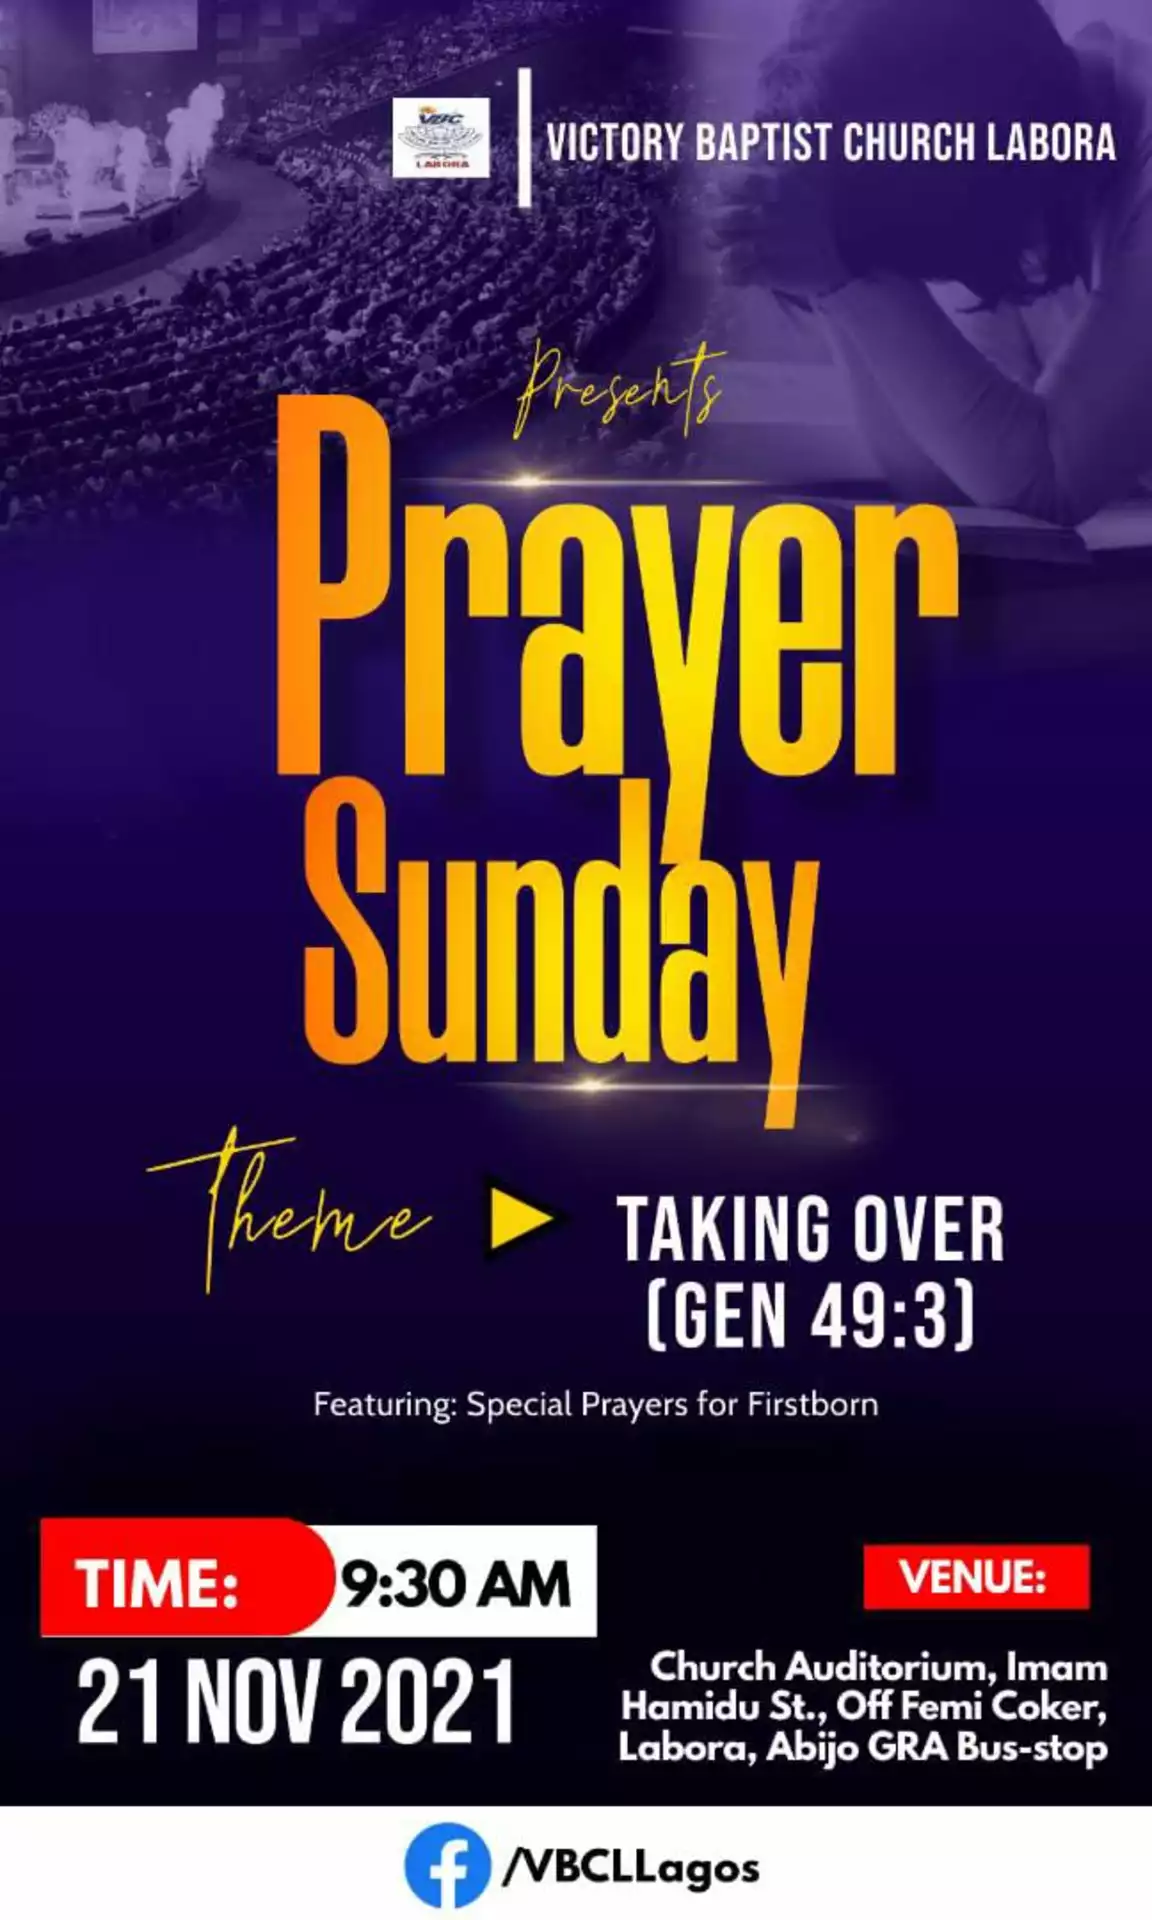 VBC
LABORA
VICTORY BAPTIST CHURCH LABORA
Presents
Prayer
Sunday
Theme
TAKING OVER
(GEN 49:3)
Featuring: Special Prayers for Firstborn
TIME: 9:30 AM
21 NOV 2021
VENUE:
Church Auditorium, Imam
Hamidu St., Off Femi Coker,
Labora, Abijo GRA Bus-stop
/VBCLLagos